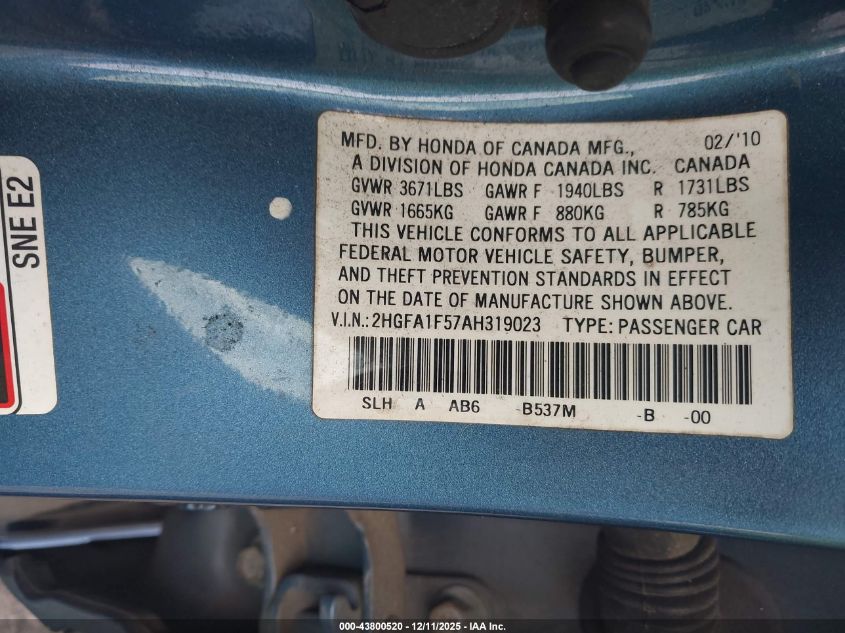 SNE E2
MFD. BY HONDA OF CANADA MFG., 02/'10
A DIVISION OF HONDA CANADA INC. CANADA
GVWR 3671LBS GAWR F 1940LBS R 1731LBS
GVWR 1665KG GAWR F 880KG R 785KG
THIS VEHICLE CONFORMS TO ALL APPLICABLE
FEDERAL MOTOR VEHICLE SAFETY, BUMPER,
AND THEFT PREVENTION STANDARDS IN EFFECT
ON THE DATE OF MANUFACTURE SHOWN ABOVE.
V.I.N.: 2HGFA1F57AH319023 TYPE: PASSENGER CAR
SLH A AB6 -B537M -B -00
000-43800520 - 12/11/2025 - IAA Inc.